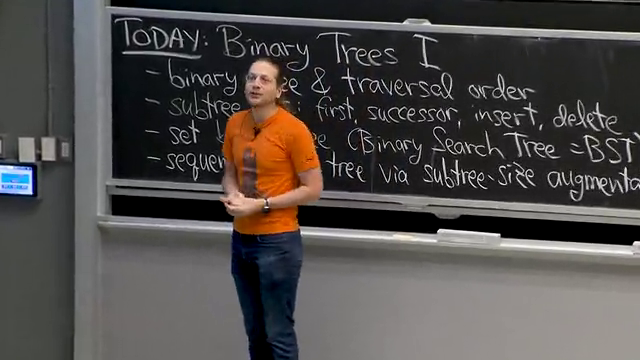 TODAY: Binary Trees I
- binary & traversal order
- subtree : first, successor, insert, delete
- set (Binary Search Tree = BST
- sequen tree via subtree-size augmenta